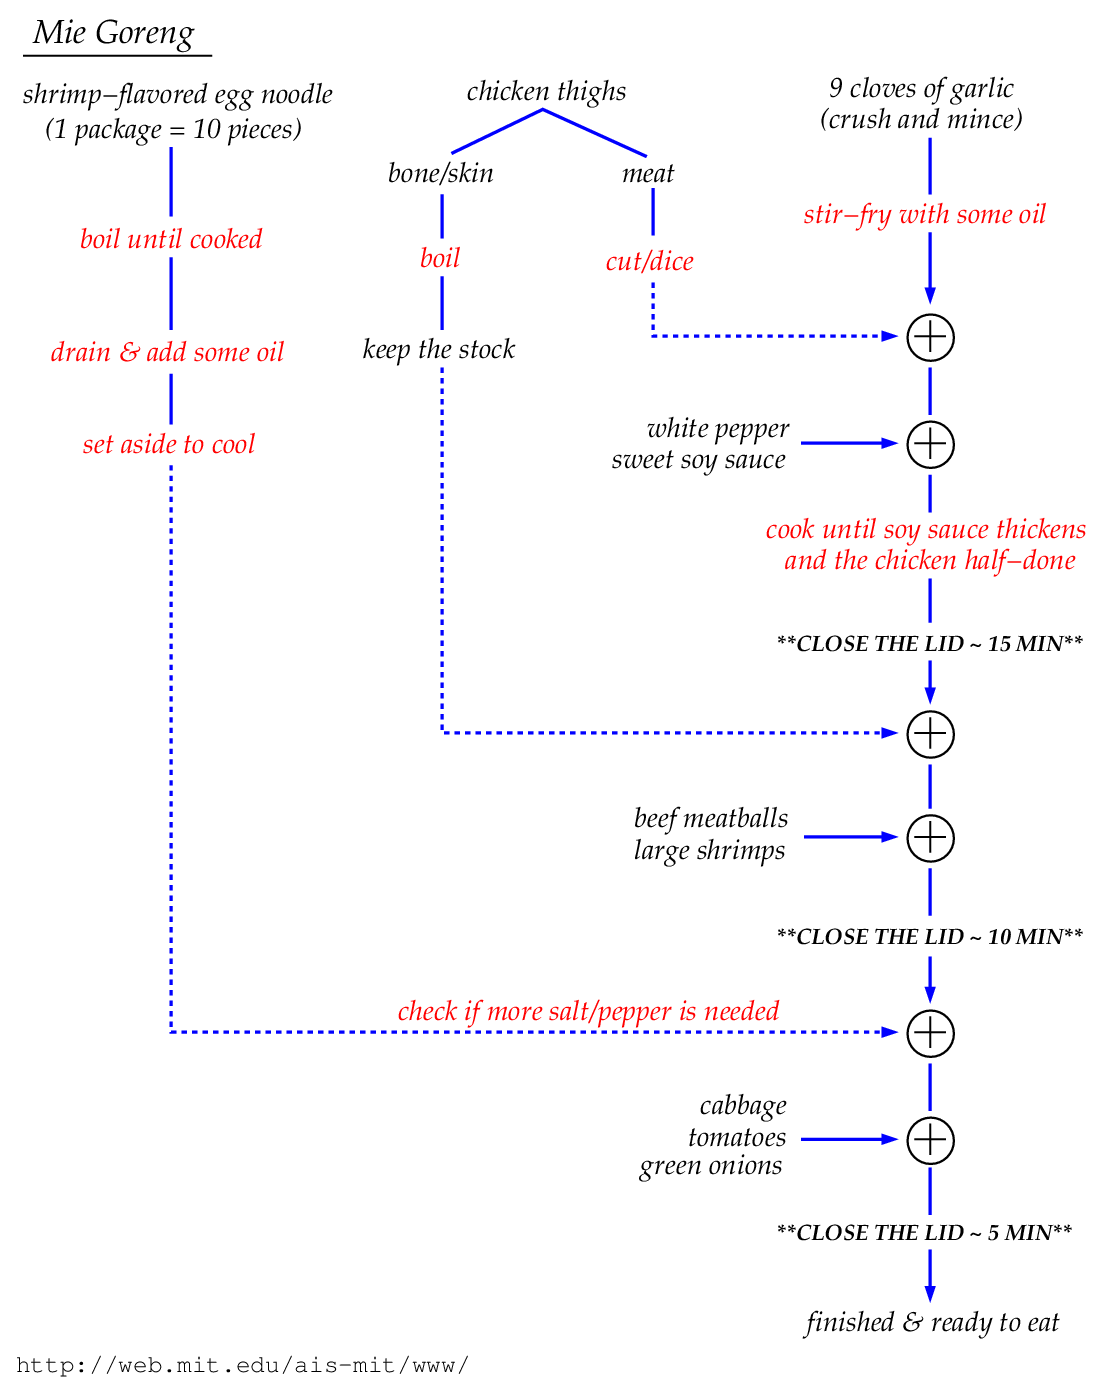 Mie Goreng
shrimp–flavored egg noodle
(1 package = 10 pieces)
boil until cooked
drain & add some oil
set aside to cool
chicken thighs
bone/skin
boil
keep the stock
meat
cut/dice
9 cloves of garlic
(crush and mince)
stir–fry with some oil
white pepper
sweet soy sauce
cook until soy sauce thickens
and the chicken half–done
**CLOSE THE LID ~ 15 MIN**
beef meatballs
large shrimps
**CLOSE THE LID ~ 10 MIN**
check if more salt/pepper is needed
cabbage
tomatoes
green onions
**CLOSE THE LID ~ 5 MIN**
finished & ready to eat
http://web.mit.edu/ais-mit/www/